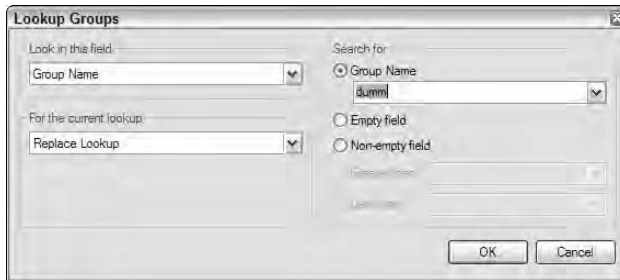 Lookup Groups
Look in this field
Group Name
For the current lookup
Replace Lookup
Search for
Group Name
dumm
Empty field
Non-empty field
OK
Cancel